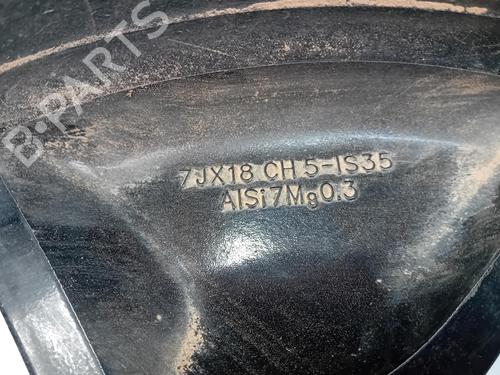 B-PARTS
7JX18 CH 5-IS35
AlSi7Mg0.3